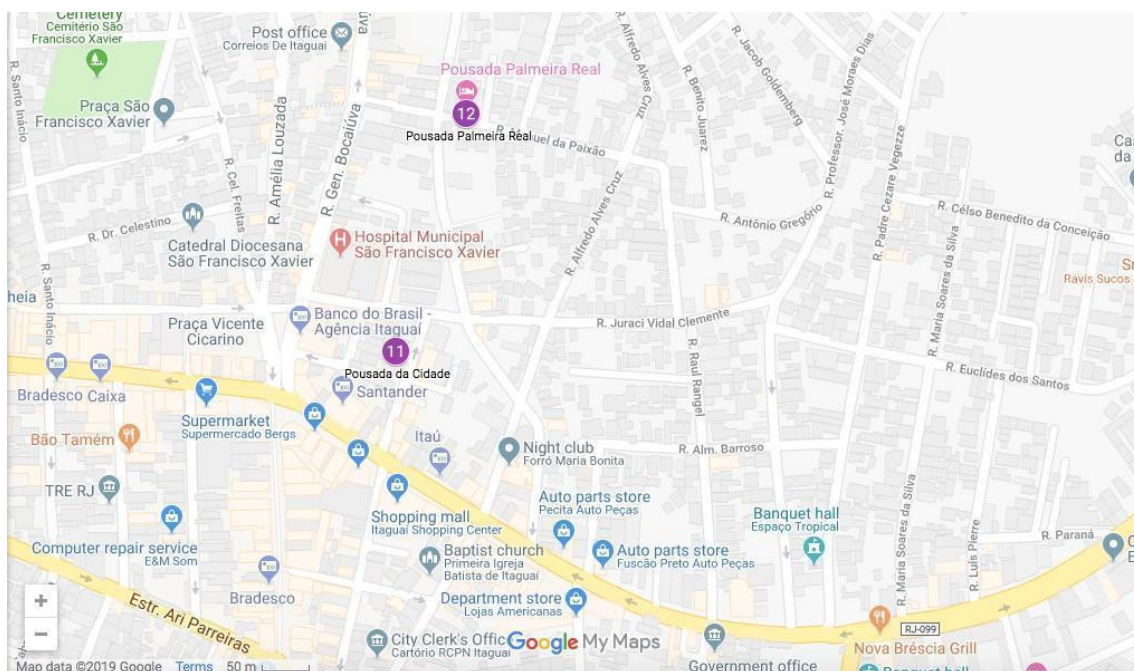 Cemetery
Cemitério São
Francisco Xavier
Post office
Correios De Itaguai
Pousada Palmeira Real
12
Pousada Palmeira Real
Praça São
Francisco Xavier
R. Santo Inácio
R. Cel. Freitas
R. Amélia Louzada
R. Gen. Bocaiúva
R. Alfredo Alves Cruz
R. Benito Juarez
R. Jacob Goldemberg
R. Professor. José Moraes Dias
R. Padre Cezare Vegezze
R. Célso Benedito da Conceição
R. Antônio Gregório
R. Dr. Celestino
Catedral Diocesana
São Francisco Xavier
Hospital Municipal
São Francisco Xavier
R. Alfredo Alves Cruz
R. Maria Soares da Silva
Ravis Sucos
R. Santo Inácio
Praça Vicente
Cicarino
Banco do Brasil -
Agência Itaguaí
R. Juraci Vidal Clemente
11
Pousada da Cidade
Santander
R. Raul Rangel
R. Euclídes dos Santos
Bradesco
Caixa
Supermarket
Supermercado Bergs
Bão Tamém
Itaú
Night club
Forró Maria Bonita
R. Alm. Barroso
TRE RJ
Auto parts store
Pecita Auto Peças
Banquet hall
Espaço Tropical
R. Maria Soares da Silva
R. Luís Pierre
R. Paraná
Shopping mall
Itaguaí Shopping Center
Computer repair service
E&M Som
Baptist church
Primeira Igreja
Batista de Itaguaí
Auto parts store
Fuscão Preto Auto Peças
Bradesco
Department store
Lojas Americanas
Estr. Ari Parreiras
City Clerk's Office
Cartório RCPN Itaguaí
Google My Maps
RJ-099
Nova Bréscia Grill
Government office
Banquet hall
+
−
Map data ©2019 Google
Terms
50 m